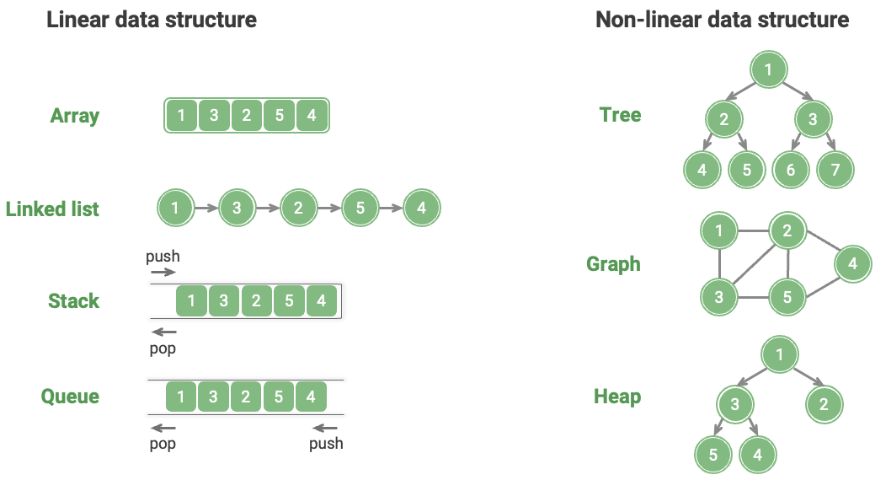 Linear data structure
Array
1 3 2 5 4
Linked list
1 3 2 5 4
push
Stack
1 3 2 5 4
pop
Queue
1 3 2 5 4
pop push
Non-linear data structure
Tree
1
2 3
4 5 6 7
Graph
1 2
4
3 5
Heap
1
3 2
5 4